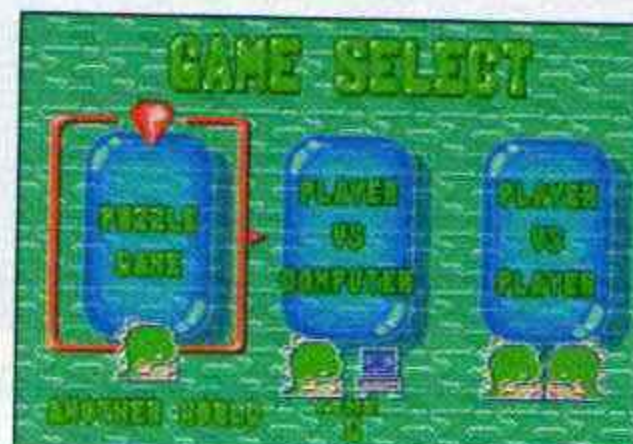 GAME SELECT
PUZZLE
GAME
PLAYER
VS
COMPUTER
PLAYER
VS
PLAYER
ANOTHER WORLD